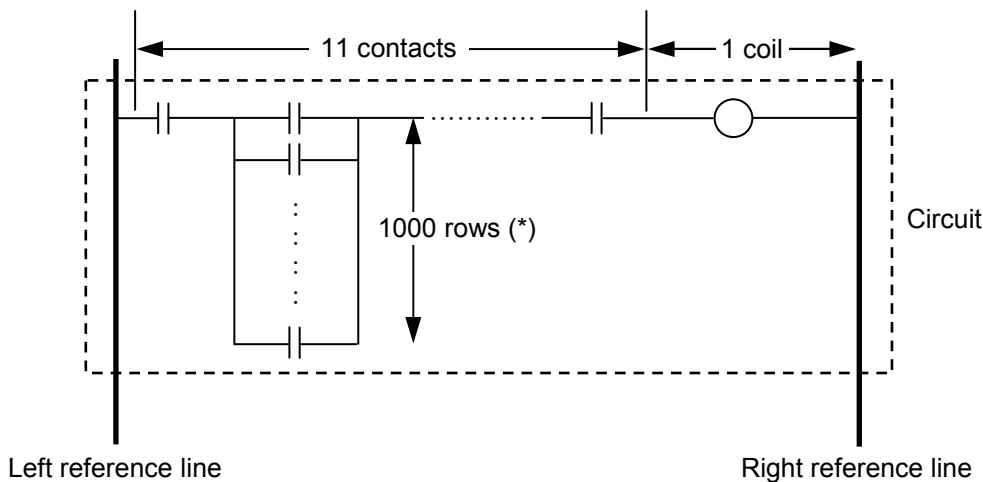 11 contacts
1 coil
1000 rows (*)
Circuit
Left reference line
Right reference line